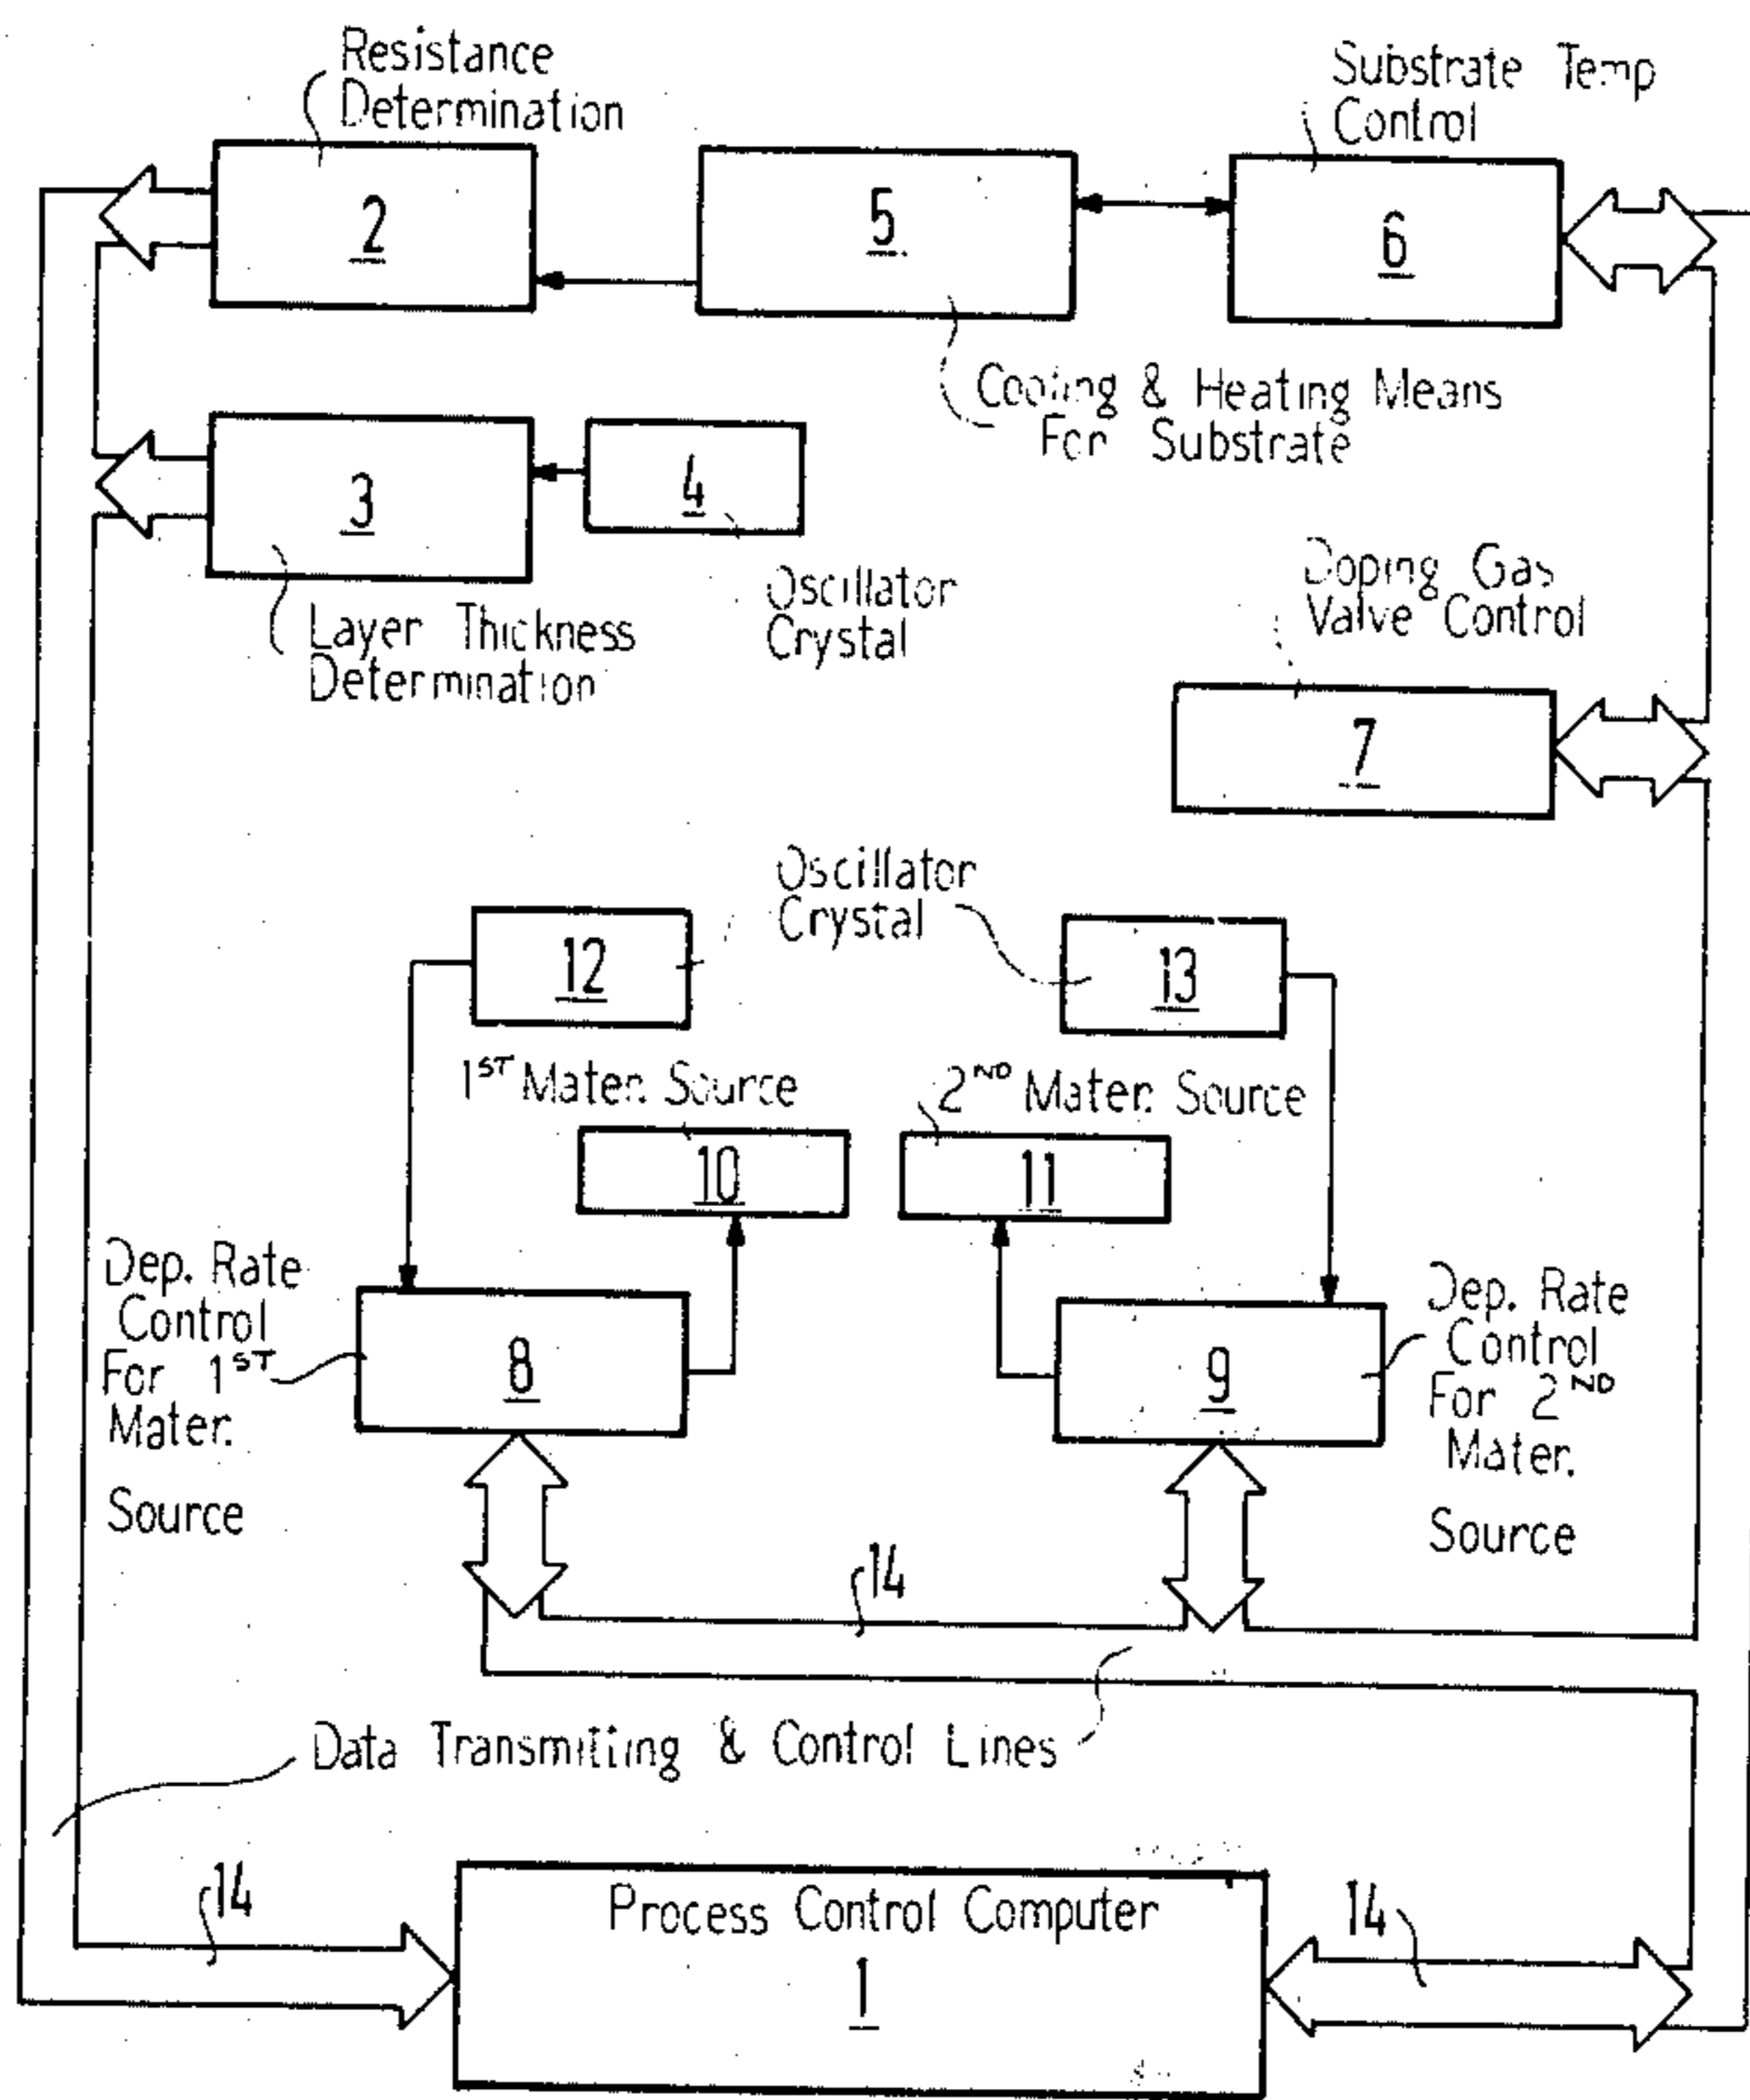 Resistance
Determination
Substrate Temp
Control
2
5
6
Cooling & Heating Means
For Substrate
3
4
Oscillator
Crystal
Layer Thickness
Determination
Doping Gas
Valve Control
7
Oscillator
Crystal
12
13
1ST Mater. Source
2ND Mater. Source
10
11
Dep. Rate
Control
For 1ST
Mater.
Source
8
9
Dep. Rate
Control
For 2ND
Mater.
Source
14
Data Transmitting & Control Lines
14
Process Control Computer
1
14